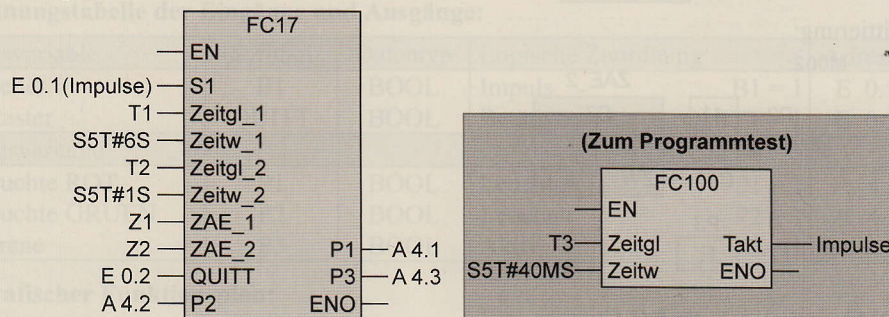 FC17
EN
E 0.1(Impulse) S1
T1 Zeitgl_1
S5T#6S Zeitw_1
T2 Zeitgl_2
S5T#1S Zeitw_2
Z1 ZAE_1
Z2 ZAE_2 P1 A 4.1
E 0.2 QUITT P3 A 4.3
A 4.2 P2 ENO
(Zum Programmtest)
FC100
EN
T3 Zeitgl Takt Impulse
S5T#40MS Zeitw ENO